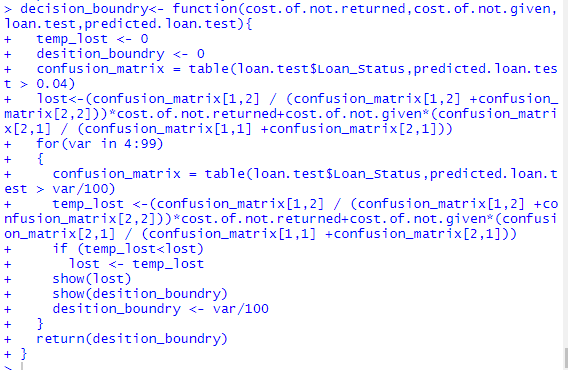 > decision_boundry<- function(cost.of.not.returned,cost.of.not.given,
loan.test,predicted.loan.test){
+   temp_lost <- 0
+   desition_boundry <- 0
+   confusion_matrix = table(loan.test$Loan_Status,predicted.loan.tes
t > 0.04)
+   lost<-(confusion_matrix[1,2] / (confusion_matrix[1,2] +confusion_
matrix[2,2]))*cost.of.not.returned+cost.of.not.given*(confusion_matri
x[2,1] / (confusion_matrix[1,1] +confusion_matrix[2,1]))
+   for(var in 4:99)
+   {
+     confusion_matrix = table(loan.test$Loan_Status,predicted.loan.t
est > var/100)
+     temp_lost <-(confusion_matrix[1,2] / (confusion_matrix[1,2] +co
nfusion_matrix[2,2]))*cost.of.not.returned+cost.of.not.given*(confusi
on_matrix[2,1] / (confusion_matrix[1,1] +confusion_matrix[2,1]))
+     if (temp_lost<lost)
+       lost <- temp_lost
+     show(lost)
+     show(desition_boundry)
+     desition_boundry <- var/100
+   }
+   return(desition_boundry)
+ }
>